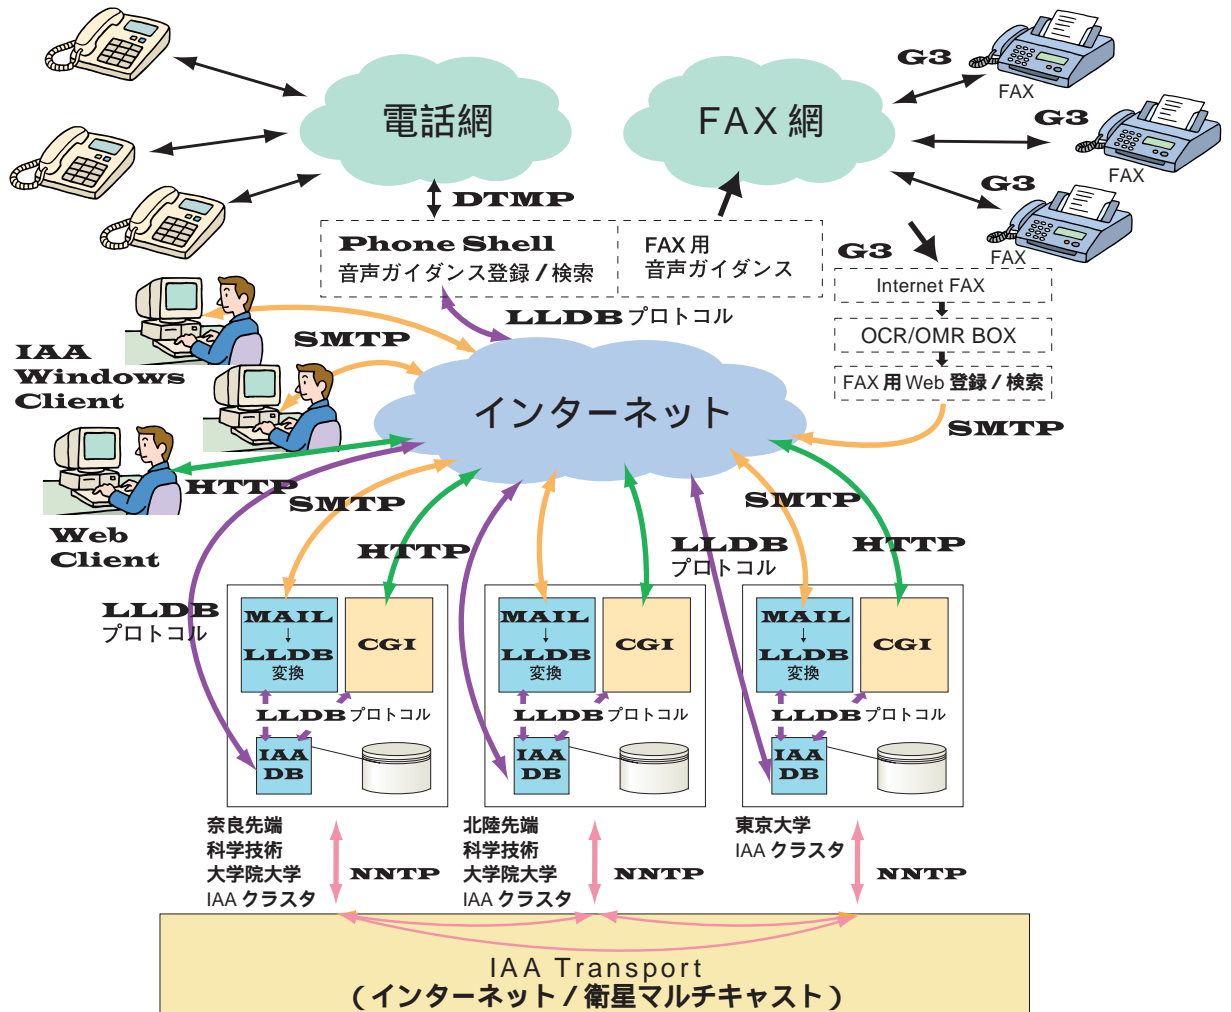 電話網
FAX 網
G3
FAX
G3
FAX
G3
FAX
DTMP
Phone Shell
音声ガイダンス登録 / 検索
FAX 用
音声ガイダンス
G3
Internet FAX
OCR/OMR BOX
FAX 用 Web 登録 / 検索
SMTP
LLDB プロトコル
SMTP
IAA
Windows
Client
インターネット
HTTP
Web
Client
SMTP
HTTP
LLDB
プロトコル
SMTP
HTTP
LLDB
プロトコル
MAIL
↓
LLDB
変換
CGI
LLDB プロトコル
IAA
DB
MAIL
↓
LLDB
変換
CGI
LLDB プロトコル
IAA
DB
MAIL
↓
LLDB
変換
CGI
LLDB プロトコル
IAA
DB
奈良先端
科学技術
大学院大学
IAA クラスタ
NNTP
北陸先端
科学技術
大学院大学
IAA クラスタ
NNTP
東京大学
IAA クラスタ
NNTP
IAA Transport
( インターネット / 衛星マルチキャスト )